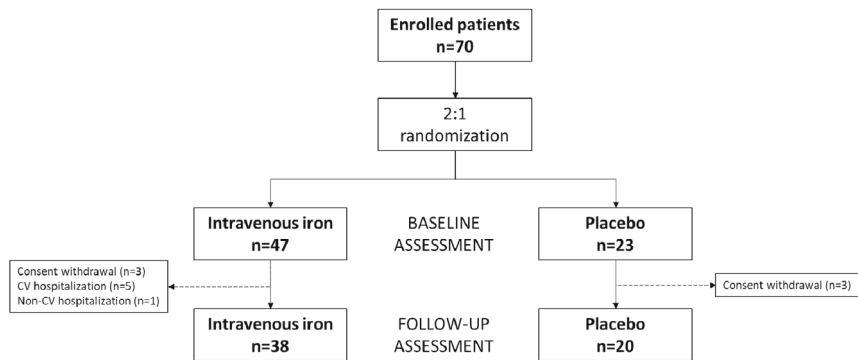 Enrolled patients
n=70
2:1
randomization
Intravenous iron
n=47
BASELINE
ASSESSMENT
Placebo
n=23
Consent withdrawal (n=3)
CV hospitalization (n=5)
Non-CV hospitalization (n=1)
Consent withdrawal (n=3)
Intravenous iron
n=38
FOLLOW-UP
ASSESSMENT
Placebo
n=20